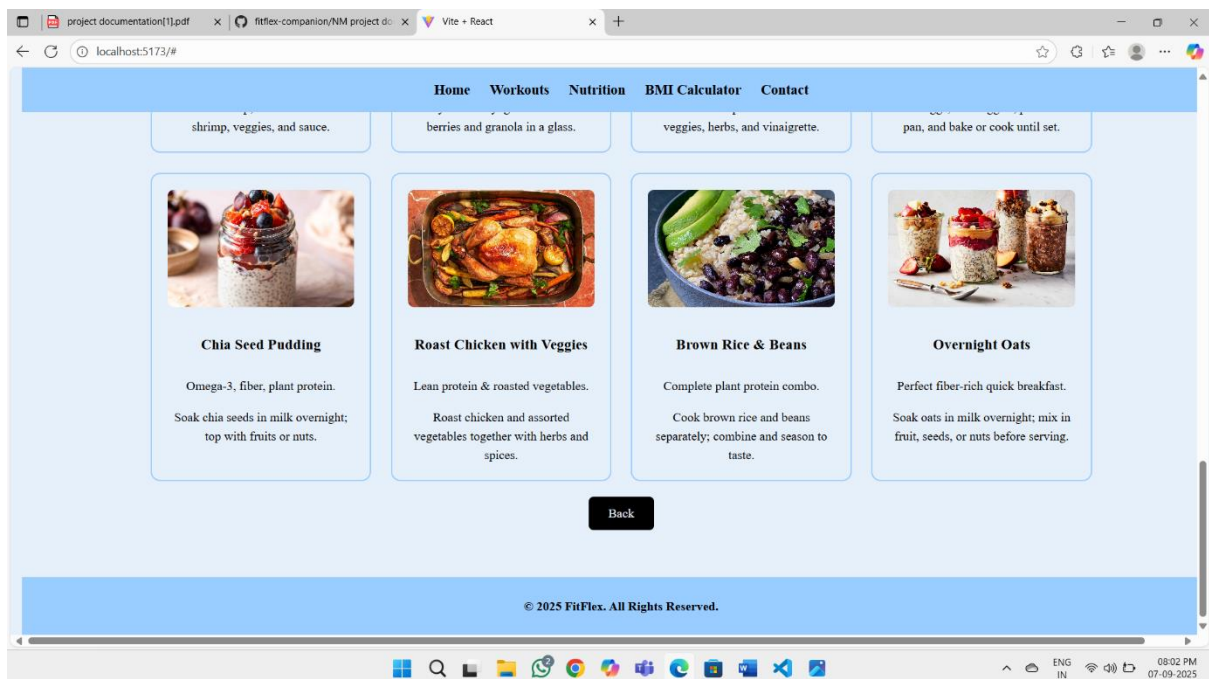 project documentation[1].pdf
fitflex-companion/NM project do
Vite + React
localhost:5173/#
Home Workouts Nutrition BMI Calculator Contact
shrimp, veggies, and sauce.
berries and granola in a glass.
veggies, herbs, and vinaigrette.
pan, and bake or cook until set.
Chia Seed Pudding
Omega-3, fiber, plant protein.
Soak chia seeds in milk overnight;
top with fruits or nuts.
Roast Chicken with Veggies
Lean protein & roasted vegetables.
Roast chicken and assorted
vegetables together with herbs and
spices.
Brown Rice & Beans
Complete plant protein combo.
Cook brown rice and beans
separately; combine and season to
taste.
Overnight Oats
Perfect fiber-rich quick breakfast.
Soak oats in milk overnight; mix in
fruit, seeds, or nuts before serving.
Back
© 2025 FitFlex. All Rights Reserved.
ENG
IN
08:02 PM
07-09-2025